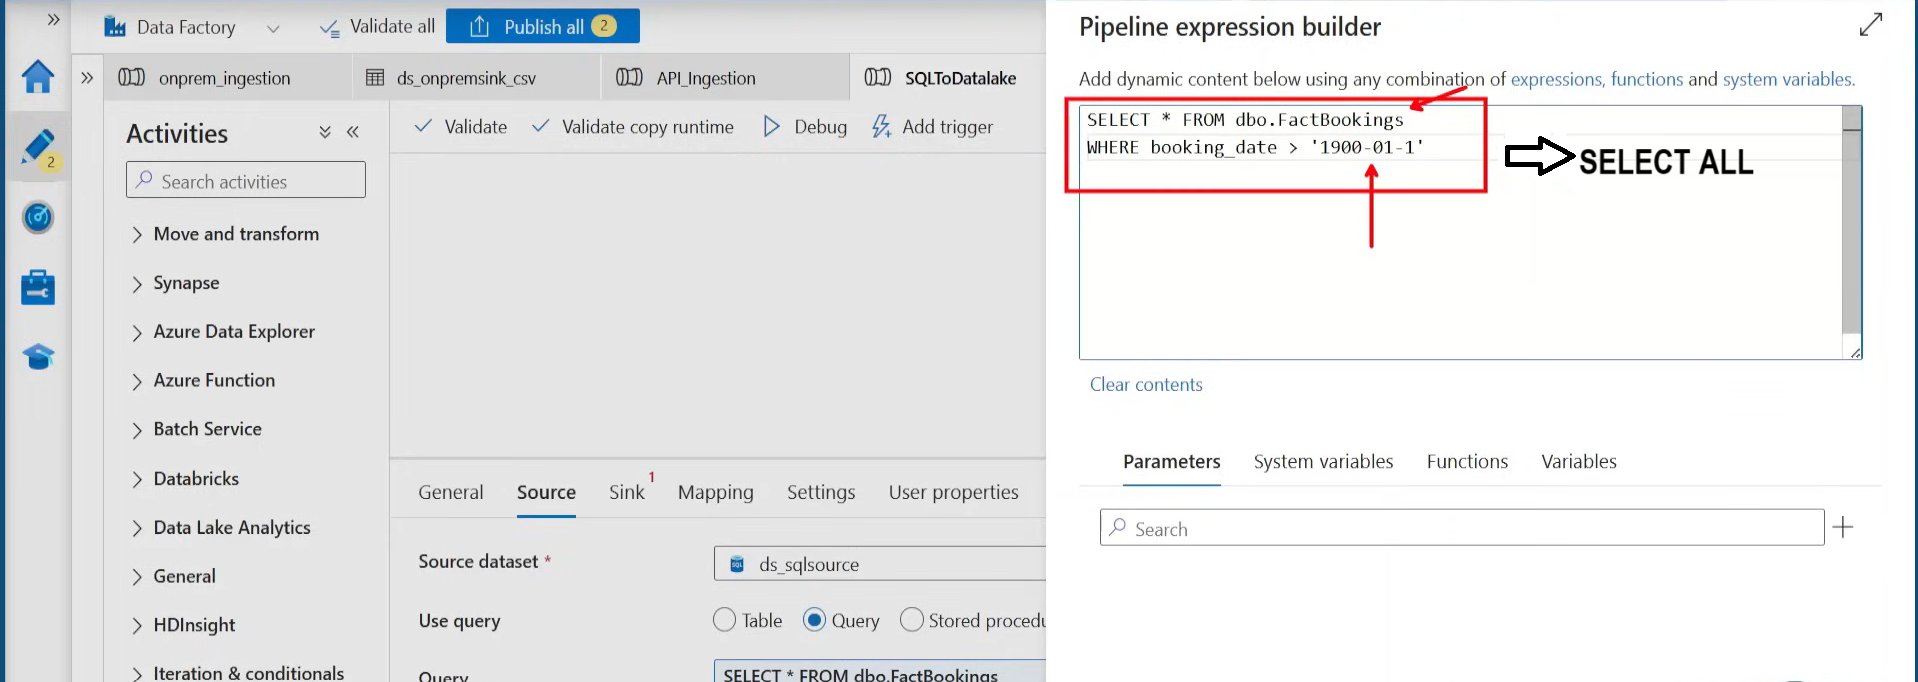 Data Factory
Validate all
Publish all 2
onprem_ingestion
ds_onpremsink_csv
API_Ingestion
SQLToDatalake
2
Activities
Search activities
Move and transform
Synapse
Azure Data Explorer
Azure Function
Batch Service
Databricks
Data Lake Analytics
General
HDInsight
Iteration & conditionals
Validate
Validate copy runtime
Debug
Add trigger
General
Source
Sink 1
Mapping
Settings
User properties
Source dataset *
SQL
ds_sqlsource
Use query
Table
Query
Stored procedu
Query
SELECT * FROM dbo.FactBookings
Pipeline expression builder
Add dynamic content below using any combination of expressions, functions and system variables.
SELECT * FROM dbo.FactBookings
WHERE booking_date > '1900-01-1'
SELECT ALL
Clear contents
Parameters
System variables
Functions
Variables
Search